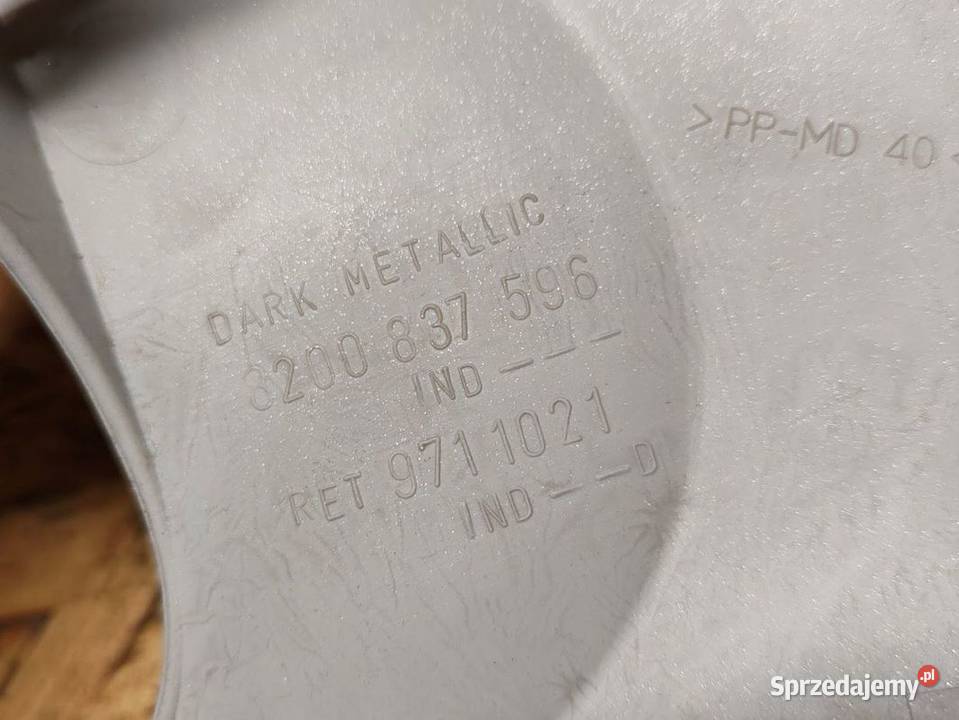 >PP-MD 40<
DARK METALLIC
8200 837 596
IND _ _ _
RET 9711021
IND _ _ D
Sprzedajemy.pl